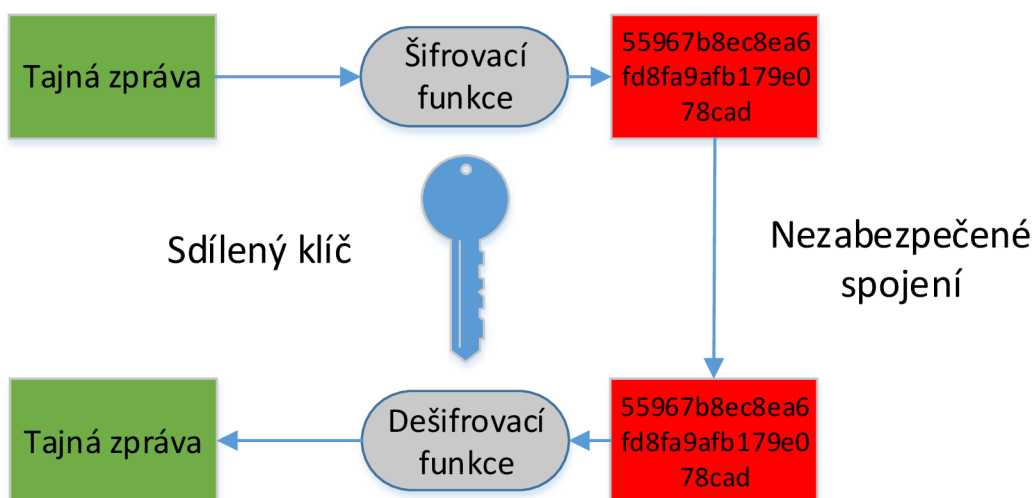 Tajná zpráva
Šifrovací
funkce
55967b8ec8ea6
fd8fa9afb179e0
78cad
Sdílený klíč
Nezabezpečené
spojení
Tajná zpráva
Dešifrovací
funkce
55967b8ec8ea6
fd8fa9afb179e0
78cad